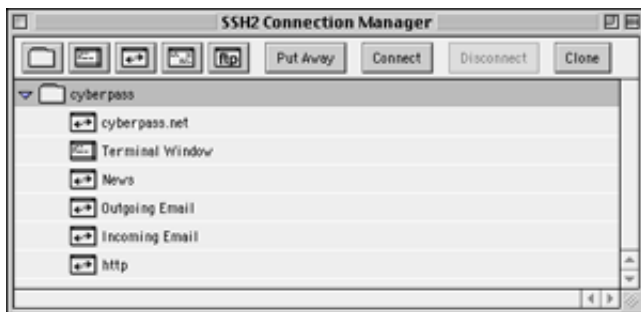 SSH2 Connection Manager
ftp Put Away Connect Disconnect Clone
cyberpass
cyberpass.net
Terminal Window
News
Outgoing Email
Incoming Email
http